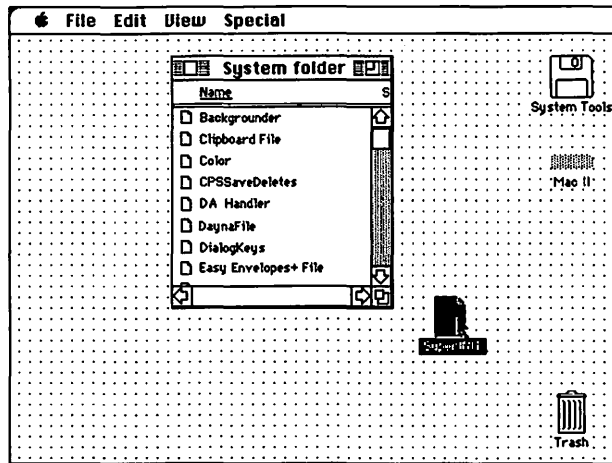 File Edit View Special
System folder
Name S
Backgrounder
Clipboard File
Color
CPSSaveDeletes
DA Handler
DaynaFile
DialogKeys
Easy Envelopes+ File
System Tools
Mac II
Trash